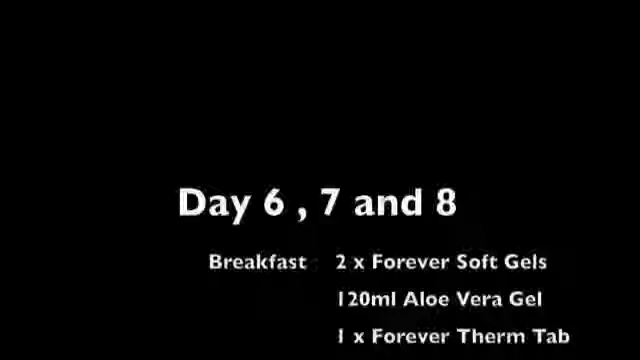 Day 6 , 7 and 8
Breakfast : 2 x Forever Soft Gels
120ml Aloe Vera Gel
1 x Forever Therm Tab